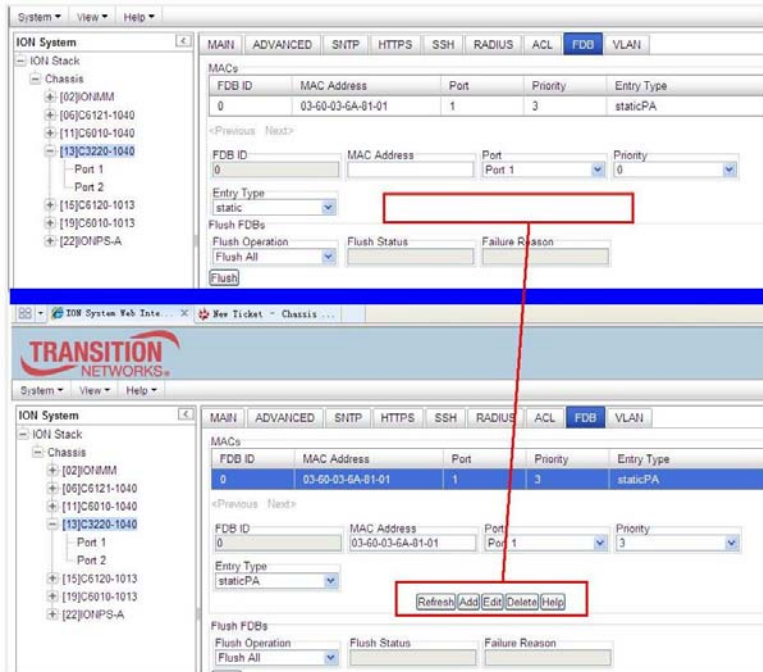 System View Help
ION System
MAIN ADVANCED SNTP HTTPS SSH RADIUS ACL FDB VLAN
ION Stack
Chassis
[02]IONMM
[06]C6121-1040
[11]C6010-1040
[13]C3220-1040
Port 1
Port 2
[15]C6120-1013
[19]C6010-1013
[22]IONPS-A
MACs
FDB ID MAC Address Port Priority Entry Type
0 03-60-03-6A-81-01 1 3 staticPA
<Previous Next>
FDB ID MAC Address Port Priority
0 Port 1 0
Entry Type
static
Flush FDBs
Flush Operation Flush Status Failure Reason
Flush All
Flush
ION System Web Inte... X New Ticket - Chassis ...
TRANSITION
NETWORKS®
System View Help
ION System
MAIN ADVANCED SNTP HTTPS SSH RADIUS ACL FDB VLAN
ION Stack
Chassis
[02]IONMM
[06]C6121-1040
[11]C6010-1040
[13]C3220-1040
Port 1
Port 2
[15]C6120-1013
[19]C6010-1013
[22]IONPS-A
MACs
FDB ID MAC Address Port Priority Entry Type
0 03-60-03-6A-81-01 1 3 staticPA
<Previous Next>
FDB ID MAC Address Port Priority
0 03-60-03-6A-81-01 Port 1 3
Entry Type
staticPA
Refresh Add Edit Delete Help
Flush FDBs
Flush Operation Flush Status Failure Reason
Flush All